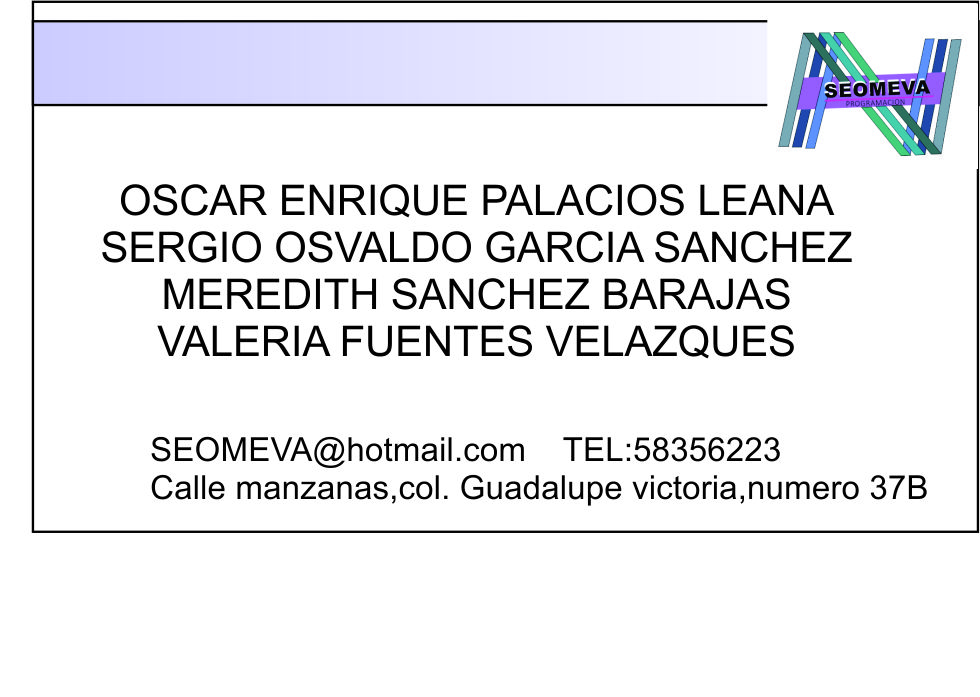 SEOMEVA
PROGRAMACIÓN
OSCAR ENRIQUE PALACIOS LEANA
SERGIO OSVALDO GARCIA SANCHEZ
MEREDITH SANCHEZ BARAJAS
VALERIA FUENTES VELAZQUES
SEOMEVA@hotmail.com TEL:58356223
Calle manzanas,col. Guadalupe victoria,numero 37B